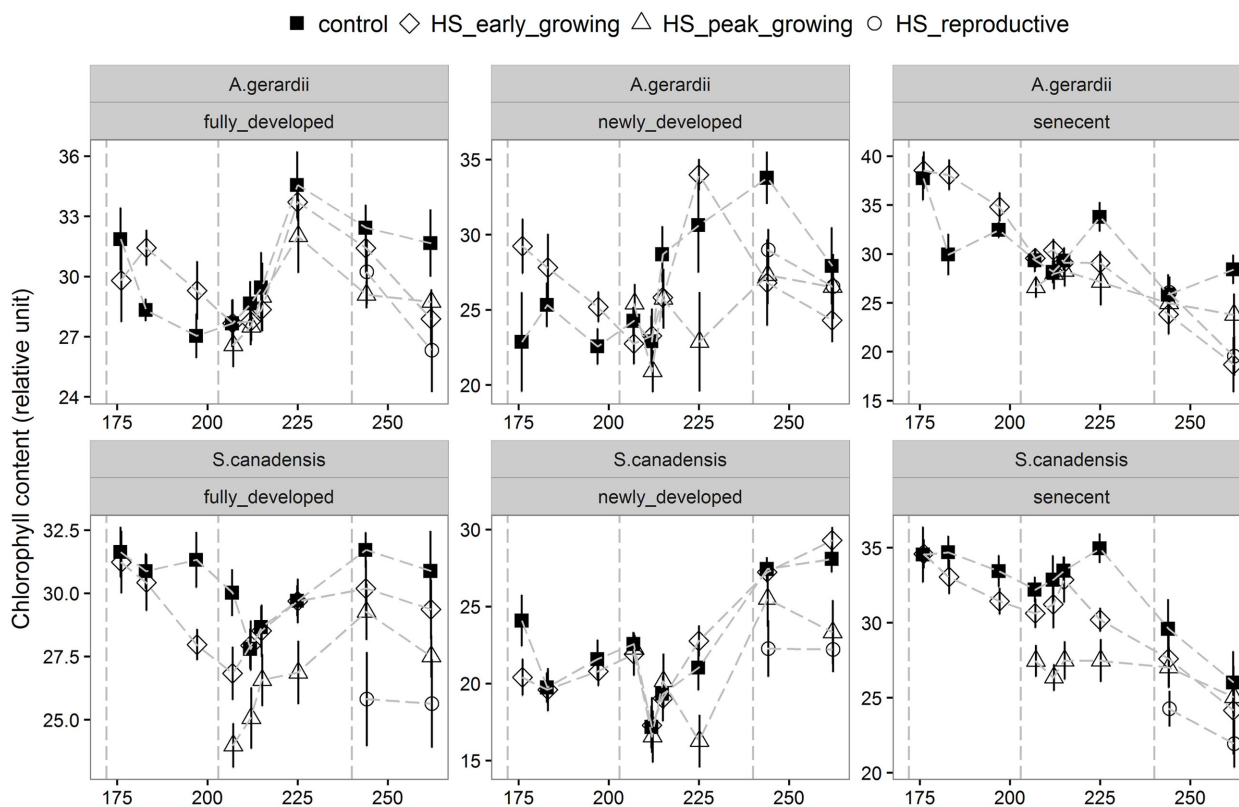 control HS_early_growing HS_peak_growing HS_reproductive
A.gerardii A.gerardii A.gerardii
fully_developed newly_developed senecent
36 35 40
33 30 35
30 25 30
27 20 25
24 20
15
175 200 225 250 175 200 225 250 175 200 225 250
Chlorophyll content (relative unit)
S.canadensis S.canadensis S.canadensis
fully_developed newly_developed senecent
32.5 30 35
30.0 25 30
27.5 20 25
25.0 15 20
175 200 225 250 175 200 225 250 175 200 225 250